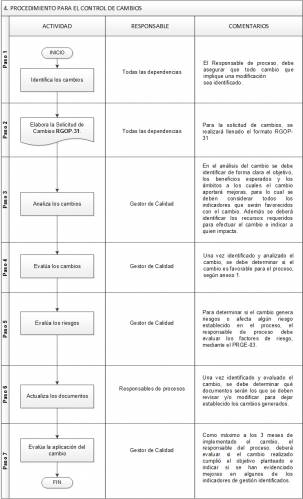 4. PROCEDIMIENTO PARA EL CONTROL DE CAMBIOS
ACTIVIDAD
RESPONSABLE
COMENTARIOS
Paso 1
INICIO
Identifica los cambios
Todas las dependencias
El Responsable de proceso, debe
asegurar que todo cambio que
implique una modificación
sea identificado.
Paso 2
Elabora la Solicitud de
Cambios RGOP-31.
Todas las dependencias
Para la solicitud de cambios, se
realizará llenado el formato RGOP-
31
Paso 3
Analiza los cambios
Gestor de Calidad
En el análisis del cambio se debe
identificar de forma clara el objetivo,
los beneficios esperados y los
ámbitos a los cuales el cambio
aportará mejoras, para lo cual se
deben considerar todos los
indicadores que serán favorecidos
con el cambio. Además se deberá
identificar los recursos requeridos
para efectuar el cambio e indicar a
quien impacta.
Paso 4
Evalúa los cambios
Gestor de Calidad
Una vez identificado y analizado el
cambio, se debe determinar si el
cambio es favorable para el proceso,
según anexo 1.
Paso 5
Evalúa los riesgos
Gestor de Calidad
Para determinar si el cambio genera
riesgos o afecta algún riesgo
establecido en el proceso, el
responsable de proceso debe
evaluar los factores de riesgo,
mediante el PRGE-03.
Paso 6
Actualiza los documentos
Responsables de procesos
Una vez identificado y evaluado el
cambio, se debe determinar qué
documentos serán los que se deben
revisar y/o modificar para dejar
establecido los cambios generados.
Paso 7
Evalúa la aplicación del
cambio
FIN
Gestor de Calidad
Como máximo a los 3 meses de
implementado el cambio, el
responsable del proceso, deberá
evaluar si el cambio realizado
cumplió el objetivo planteado e
indicar si se han evidenciado
mejoras en algunos de los
indicadores de gestión identificados.